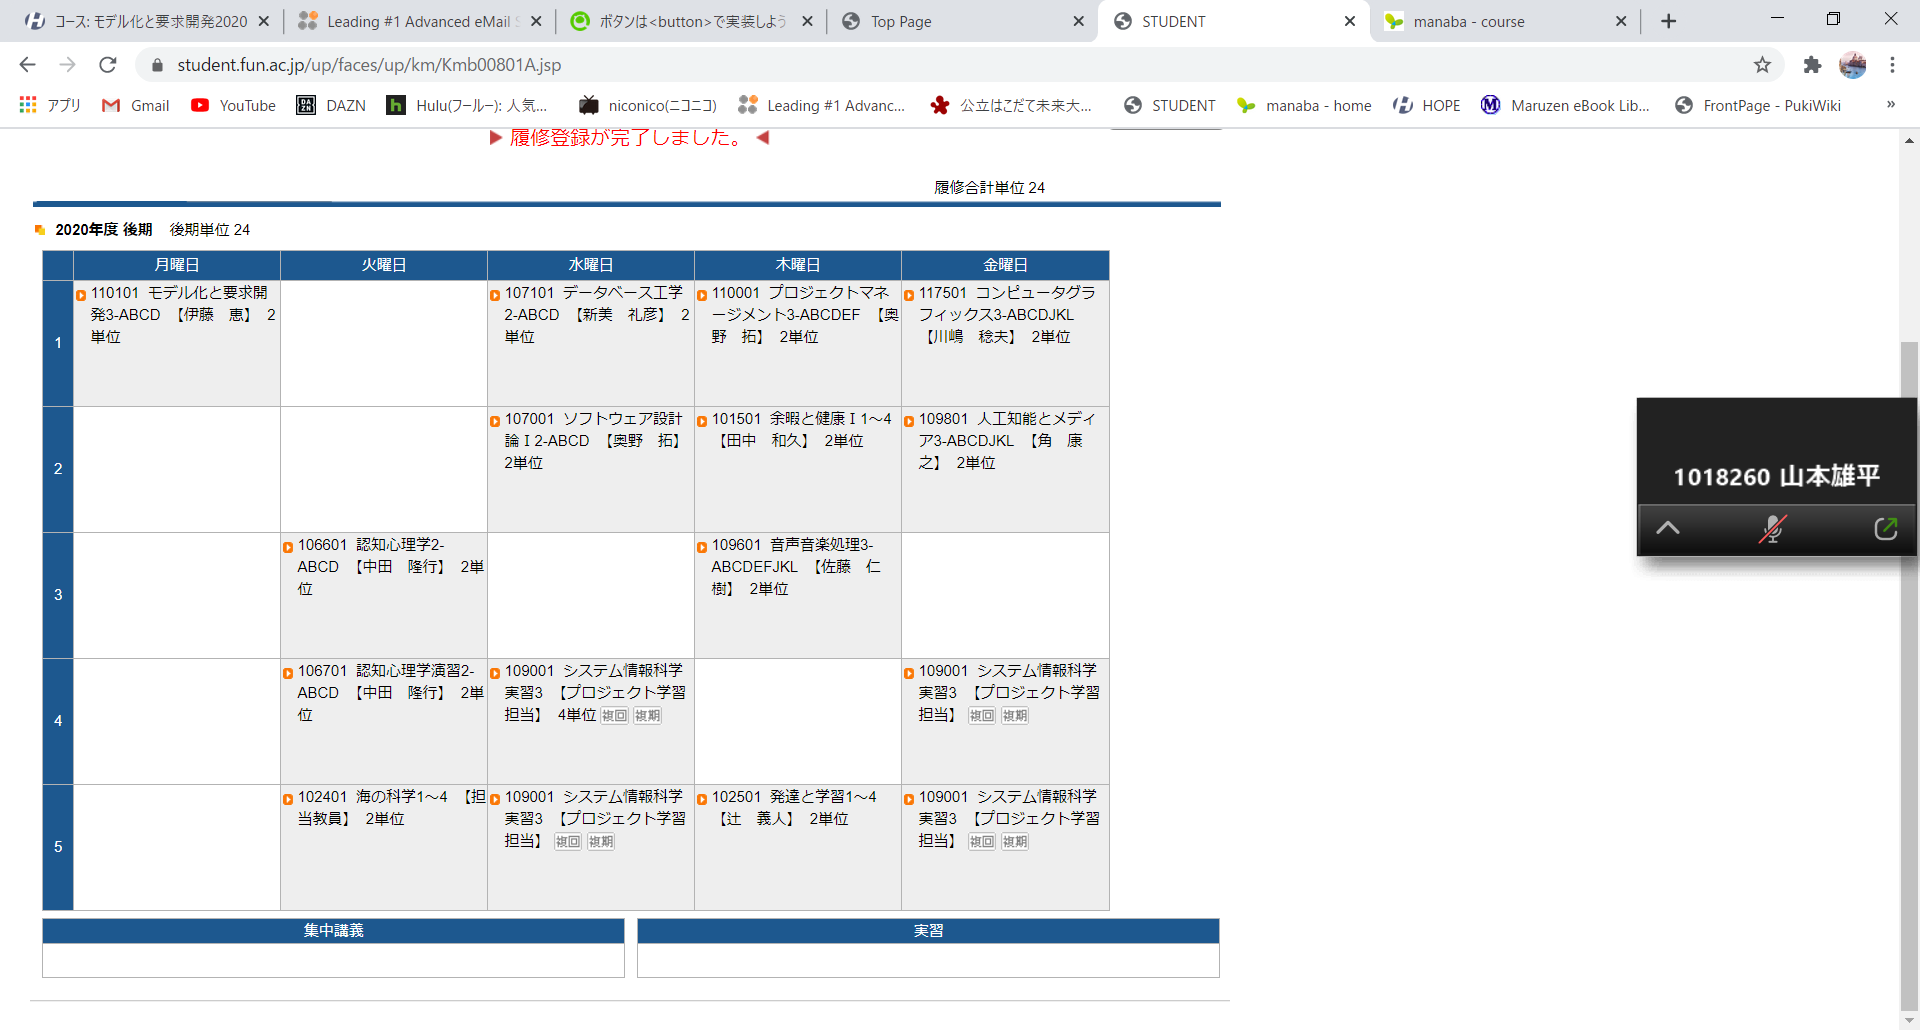 コース: モデル化と要求開発2020
Leading #1 Advanced eMail S
ボタンは<button>で実装しよう
Top Page
STUDENT
manaba - course
student.fun.ac.jp/up/faces/up/km/Kmb00801A.jsp
アプリ
Gmail
YouTube
DAZN
Hulu(フールー): 人気...
niconico(ニコニコ)
Leading #1 Advanc...
公立はこだて未来大...
STUDENT
manaba - home
HOPE
Maruzen eBook Lib...
FrontPage - PukiWiki
»
▶ 履修登録が完了しました。 ◀
履修合計単位 24
2020年度 後期 後期単位 24
月曜日
火曜日
水曜日
木曜日
金曜日
1
110101 モデル化と要求開
発3-ABCD 【伊藤 恵】 2
単位
107101 データベース工学
2-ABCD 【新美 礼彦】 2
単位
110001 プロジェクトマネ
ージメント3-ABCDEF 【奥
野 拓】 2単位
117501 コンピュータグラ
フィックス3-ABCDJKL
【川嶋 稔夫】 2単位
2
107001 ソフトウェア設計
論Ⅰ2-ABCD 【奥野 拓】
2単位
101501 余暇と健康Ⅰ1～4
【田中 和久】 2単位
109801 人工知能とメディ
ア3-ABCDJKL 【角 康
之】 2単位
3
106601 認知心理学2-
ABCD 【中田 隆行】 2単
位
109601 音声音楽処理3-
ABCDEFJKL 【佐藤 仁
樹】 2単位
4
106701 認知心理学演習2-
ABCD 【中田 隆行】 2単
位
109001 システム情報科学
実習3 【プロジェクト学習
担当】 4単位 複回 複期
109001 システム情報科学
実習3 【プロジェクト学習
担当】 複回 複期
5
102401 海の科学1～4 【担
当教員】 2単位
109001 システム情報科学
実習3 【プロジェクト学習
担当】 複回 複期
102501 発達と学習1～4
【辻 義人】 2単位
109001 システム情報科学
実習3 【プロジェクト学習
担当】 複回 複期
集中講義
実習
1018260 山本雄平